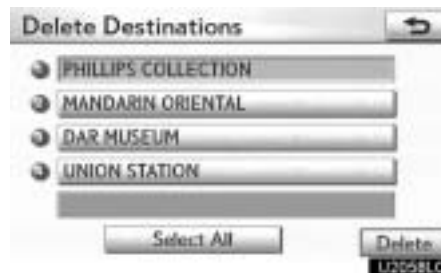 Delete Destinations
PHILLIPS COLLECTION
MANDARIN ORIENTAL
DAR MUSEUM
UNION STATION
Select All
Delete